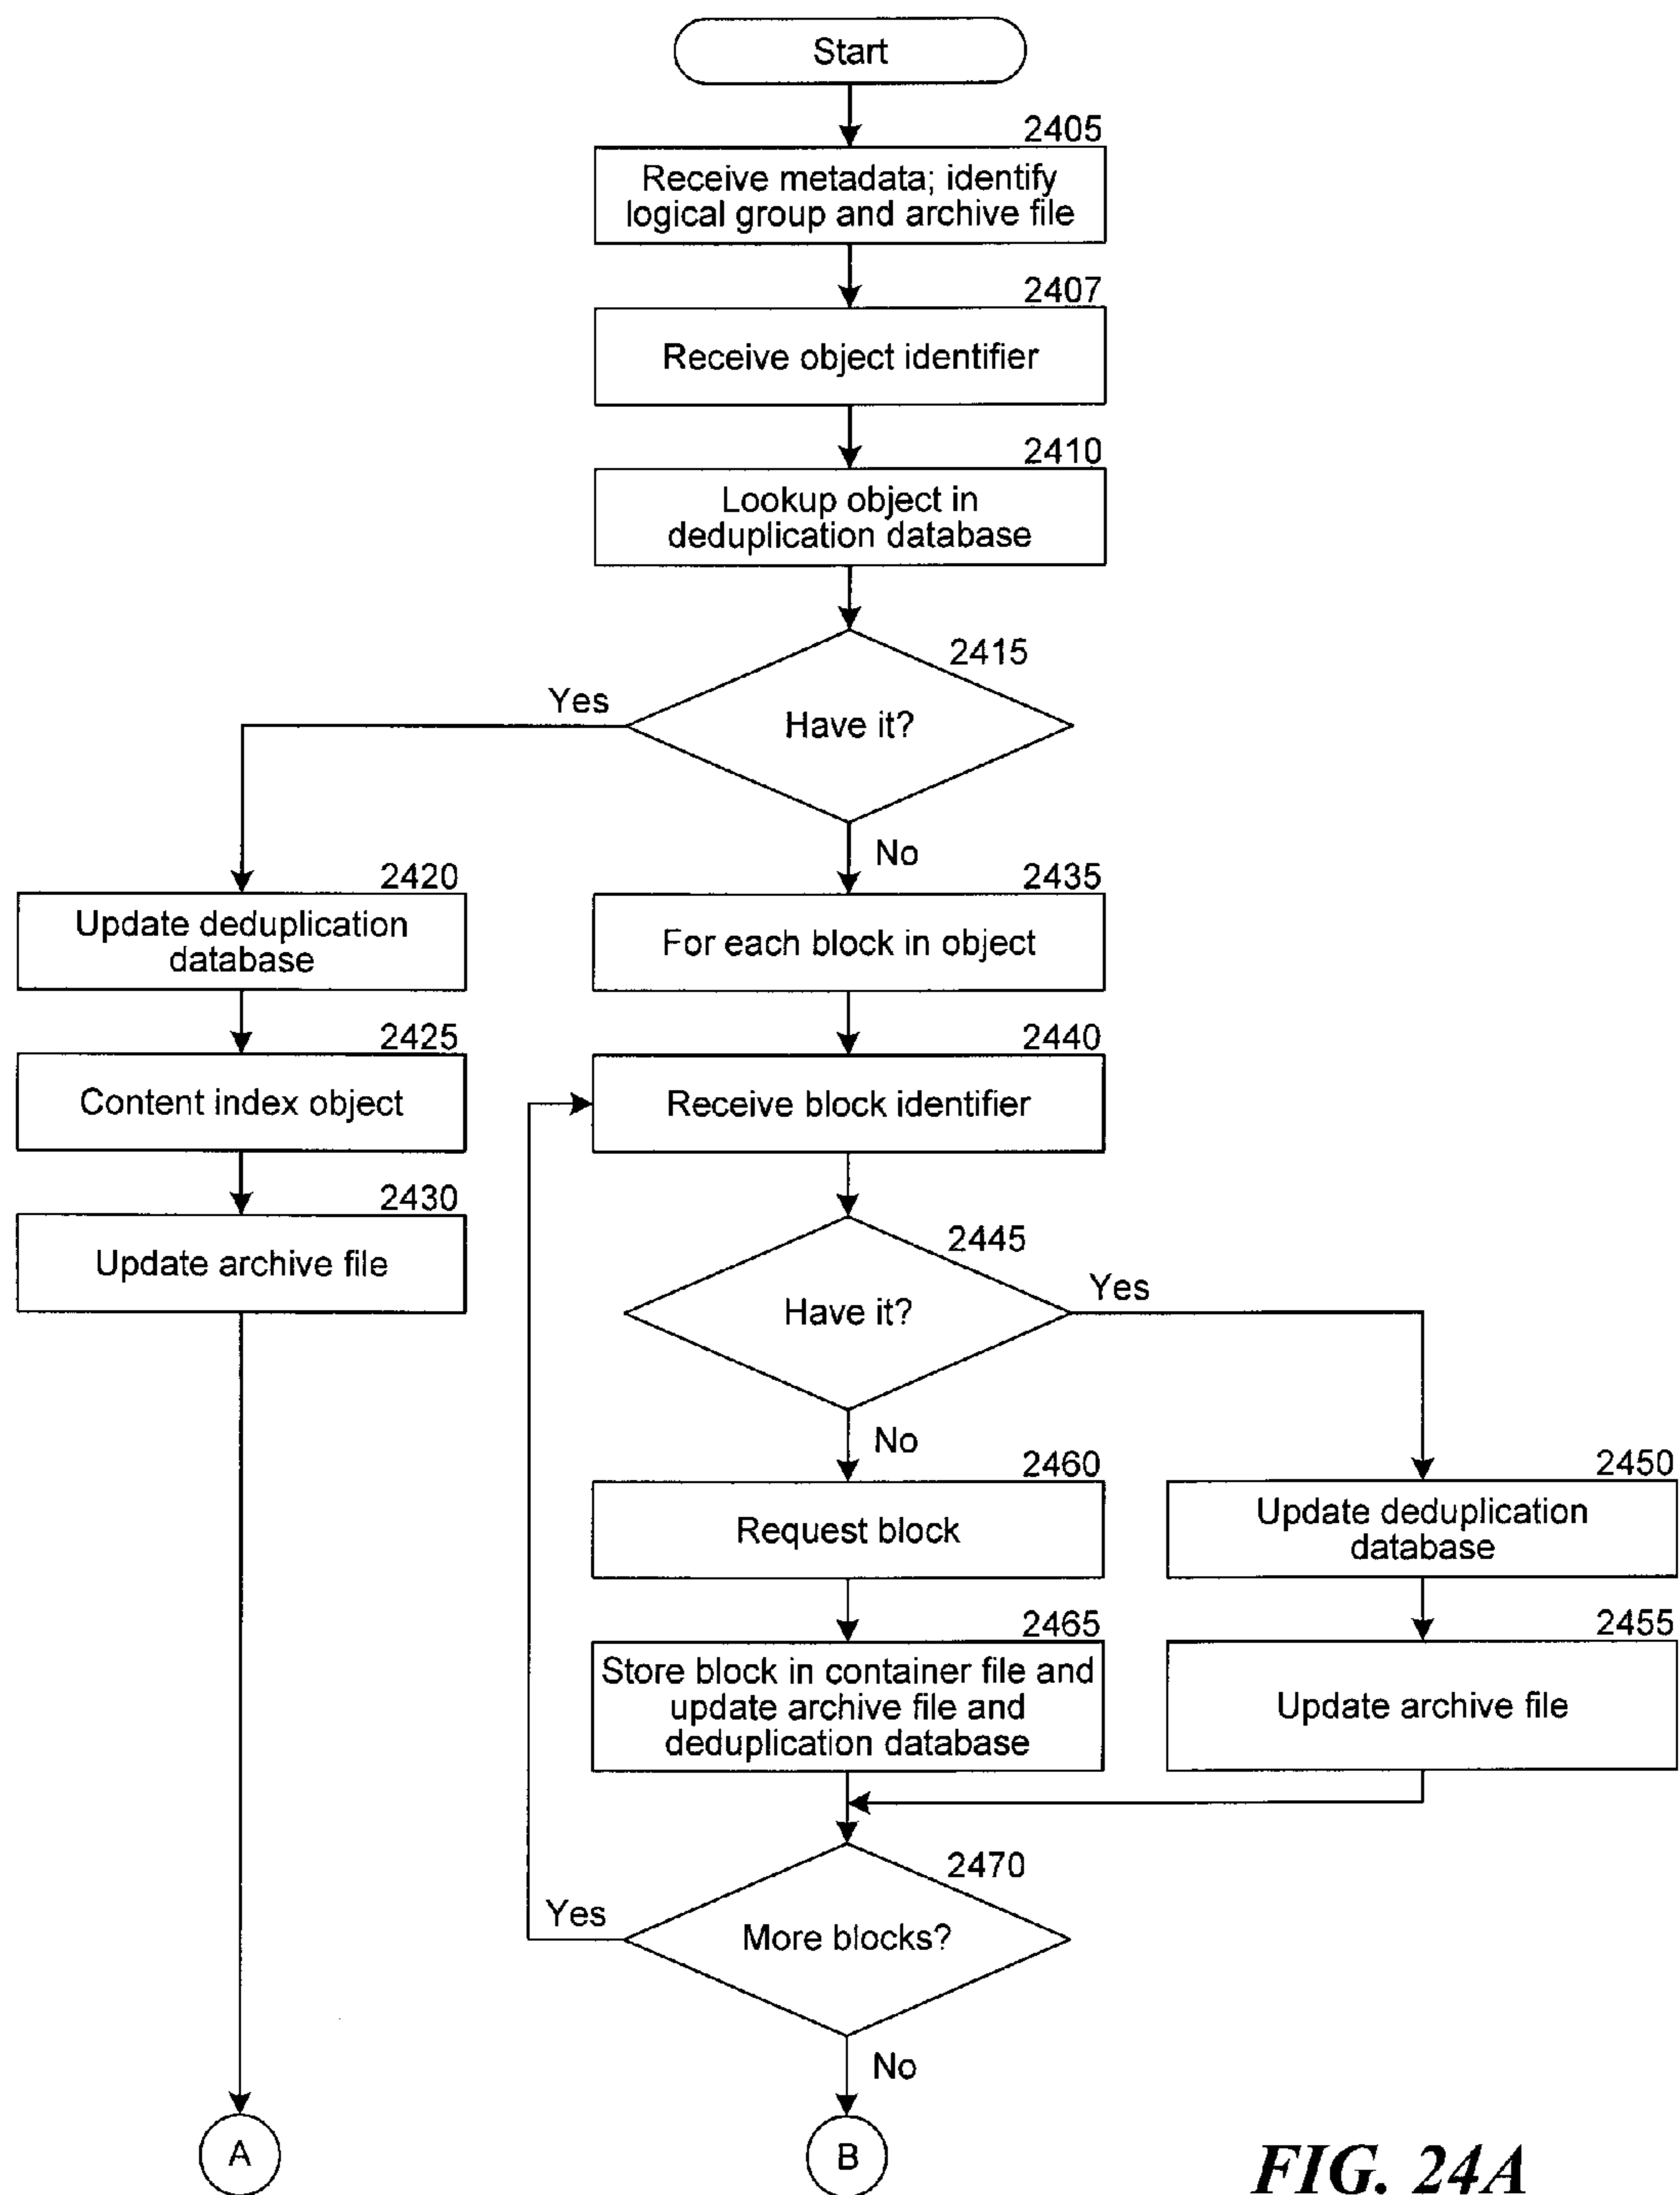 Start
2405
Receive metadata; identify
logical group and archive file
2407
Receive object identifier
2410
Lookup object in
deduplication database
2415
Have it?
Yes
No
2420
Update deduplication
database
2435
For each block in object
2425
Content index object
2440
Receive block identifier
2430
Update archive file
2445
Have it?
Yes
No
2460
Request block
2450
Update deduplication
database
2465
Store block in container file and
update archive file and
deduplication database
2455
Update archive file
2470
More blocks?
Yes
No
A
B
FIG. 24A